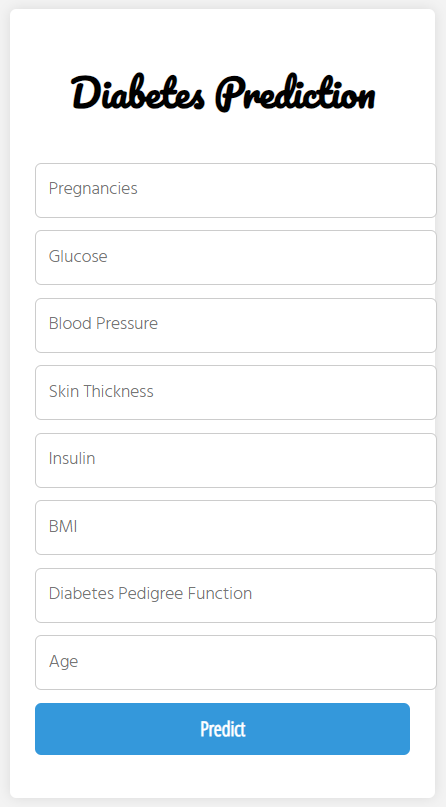 Diabetes Prediction
Pregnancies
Glucose
Blood Pressure
Skin Thickness
Insulin
BMI
Diabetes Pedigree Function
Age
Predict